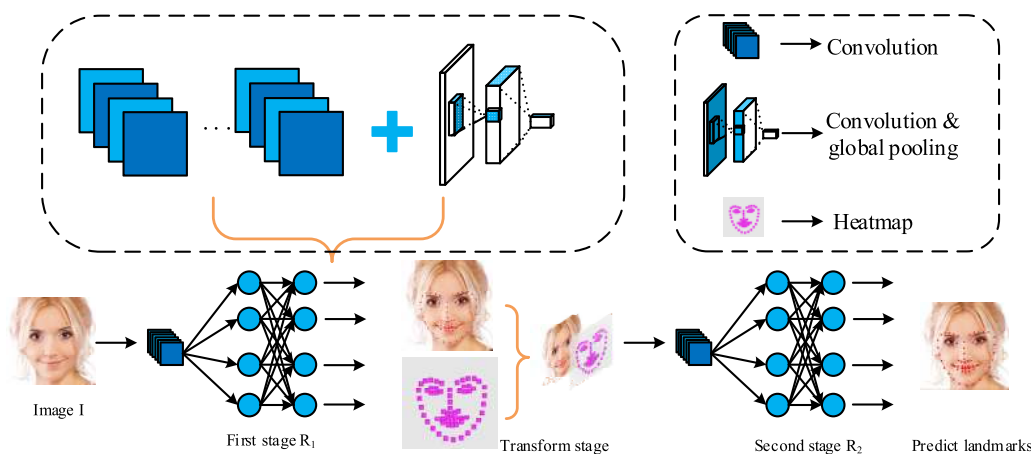 Convolution
Convolution &
global pooling
Heatmap
Image I
First stage R₁
Transform stage
Second stage R₂
Predict landmarks